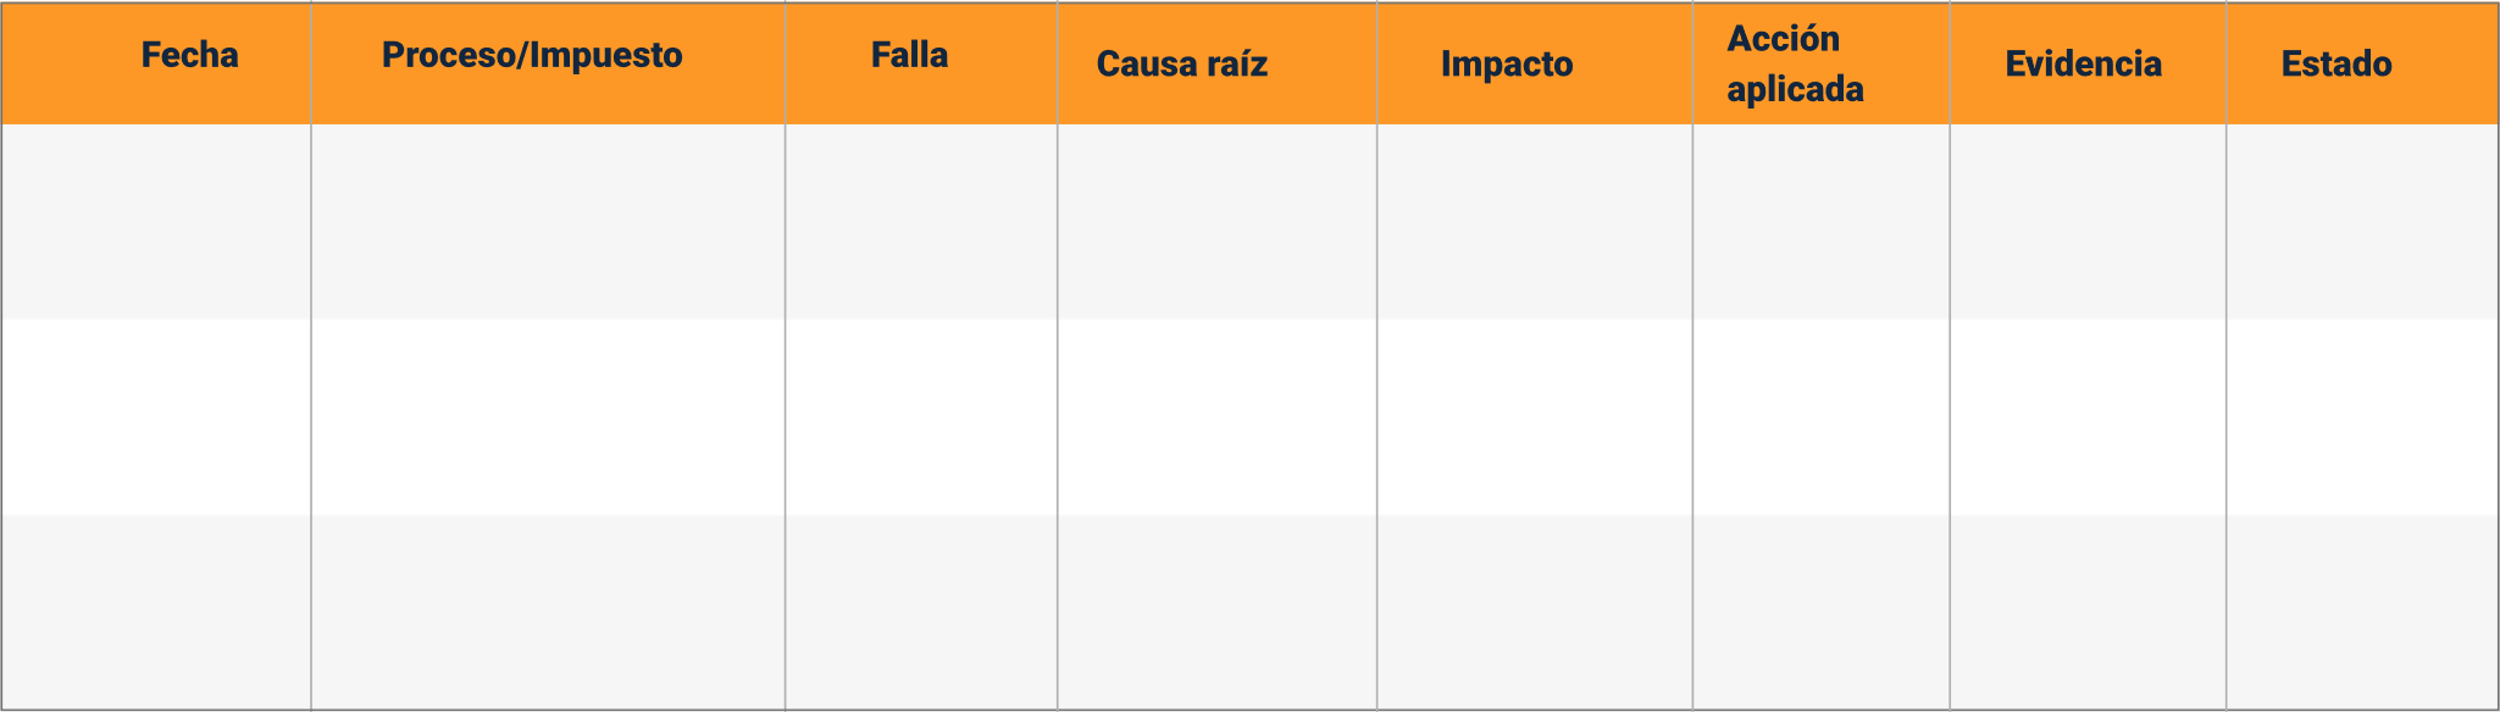 Fecha
Proceso/Impuesto
Falla
Causa raíz
Impacto
Acción
aplicada
Evidencia
Estado